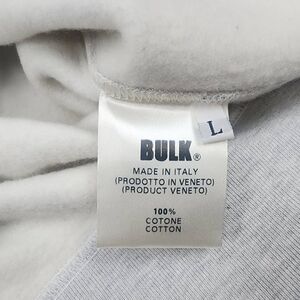 L
BULK®
MADE IN ITALY
(PRODOTTO IN VENETO)
(PRODUCT VENETO)
100%
COTONE
COTTON